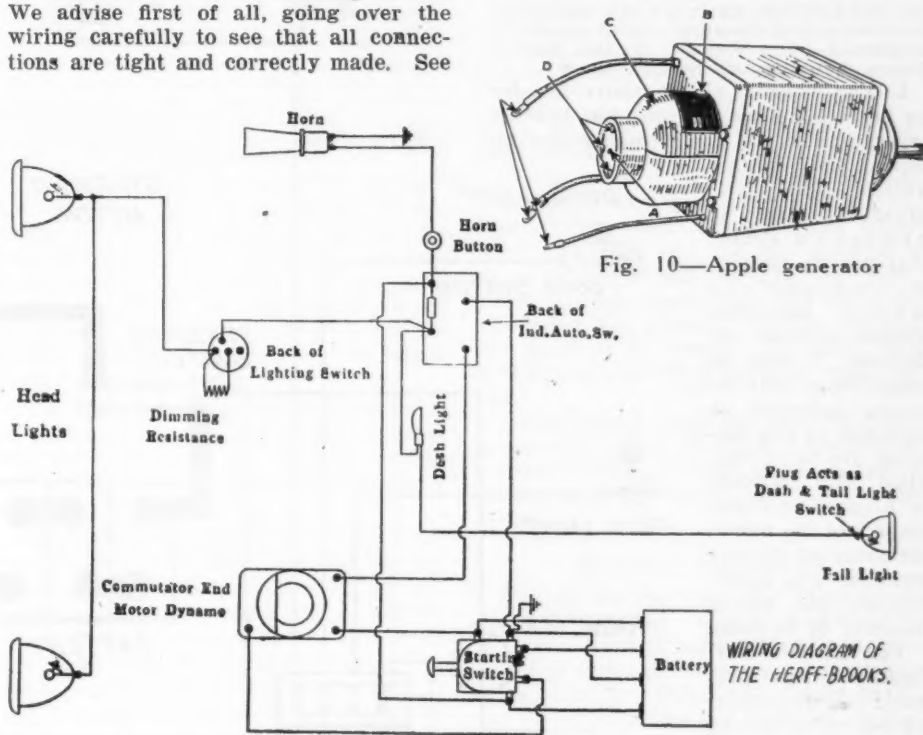 We advise first of all, going over the
wiring carefully to see that all connec-
tions are tight and correctly made. See
C
B
D
A
Fig. 10—Apple generator
Horn
Horn
Button
Back of
Ind. Auto. Sw.
Back of
Lighting Switch
Dimming
Resistance
Head
Lights
Dash Light
Plug Acts as
Dash & Tail Light
Switch
Tail Light
Commutator End
Motor Dynamo
Starting
Switch
Battery
WIRING DIAGRAM OF
THE HERFF-BROOKS.